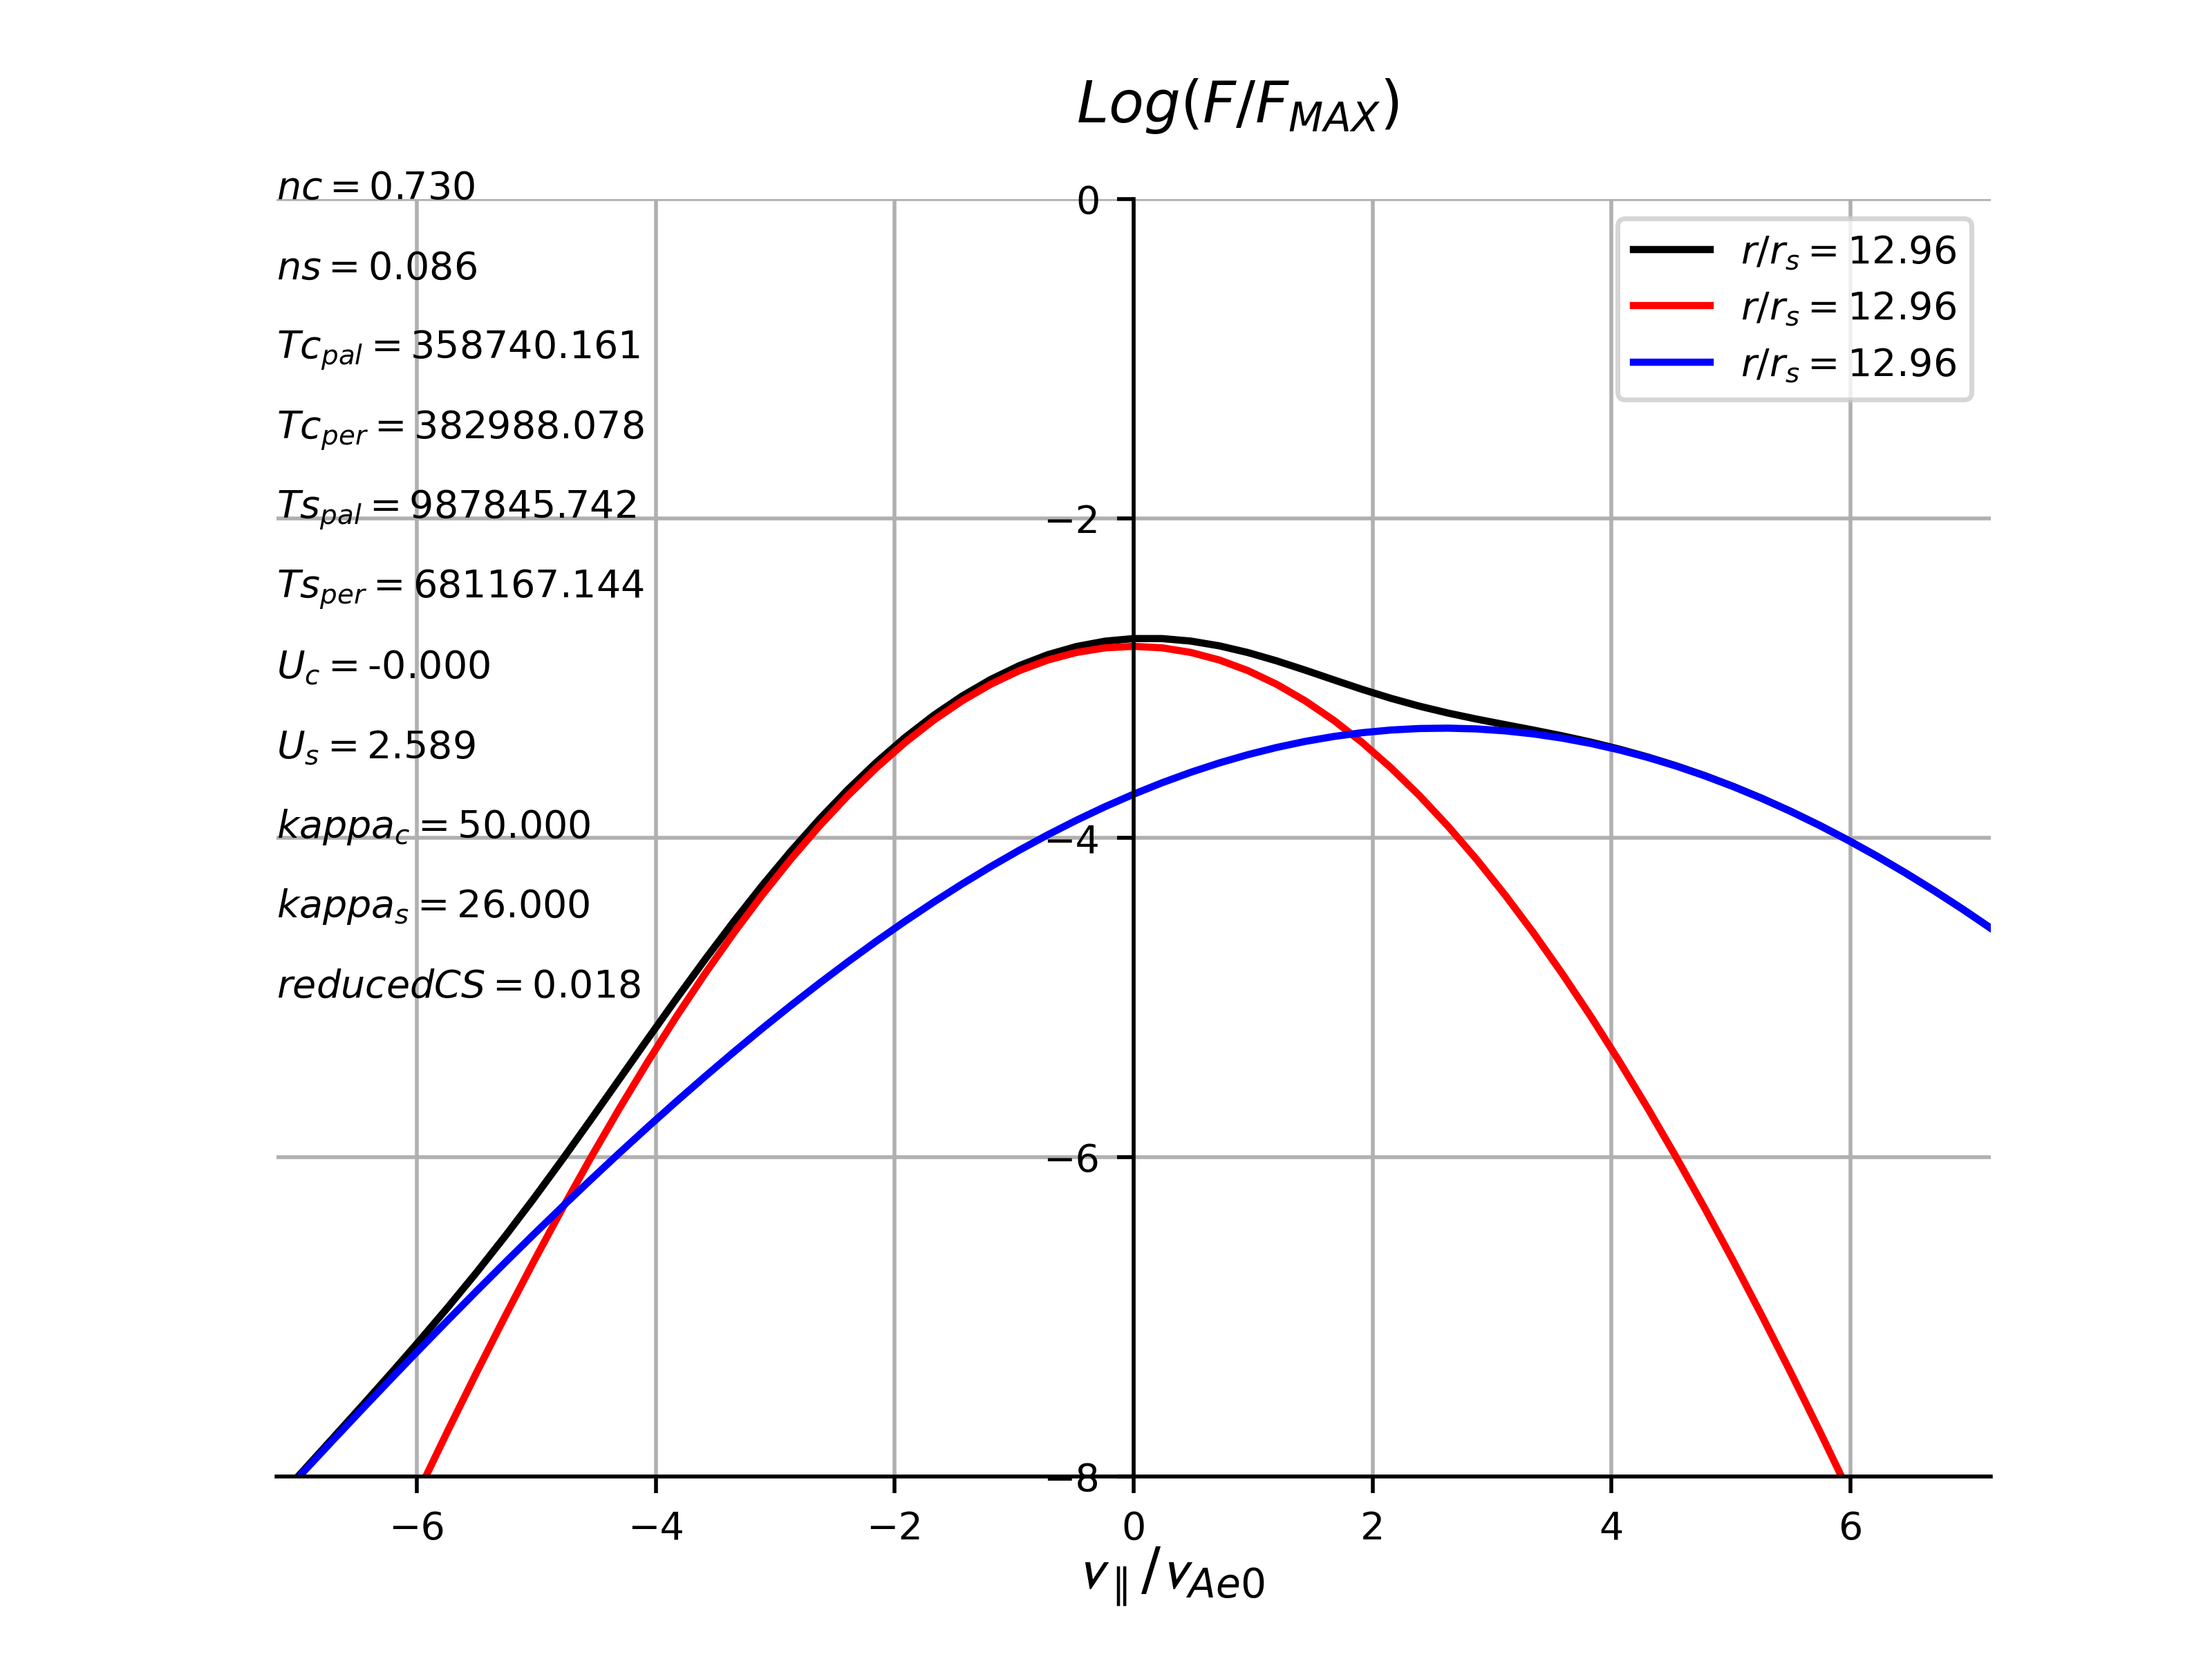 Log(F/F_MAX)
nc = 0.730
ns = 0.086
Tc_pal = 358740.161
Tc_per = 382988.078
Ts_pal = 987845.742
Ts_per = 681167.144
U_c = -0.000
U_s = 2.589
kappa_c = 50.000
kappa_s = 26.000
reducedCS = 0.018
0
−2
−4
−6
−8
r/r_s = 12.96
r/r_s = 12.96
r/r_s = 12.96
−6 −4 −2 0 2 4 6
v_∥/v_Ae0